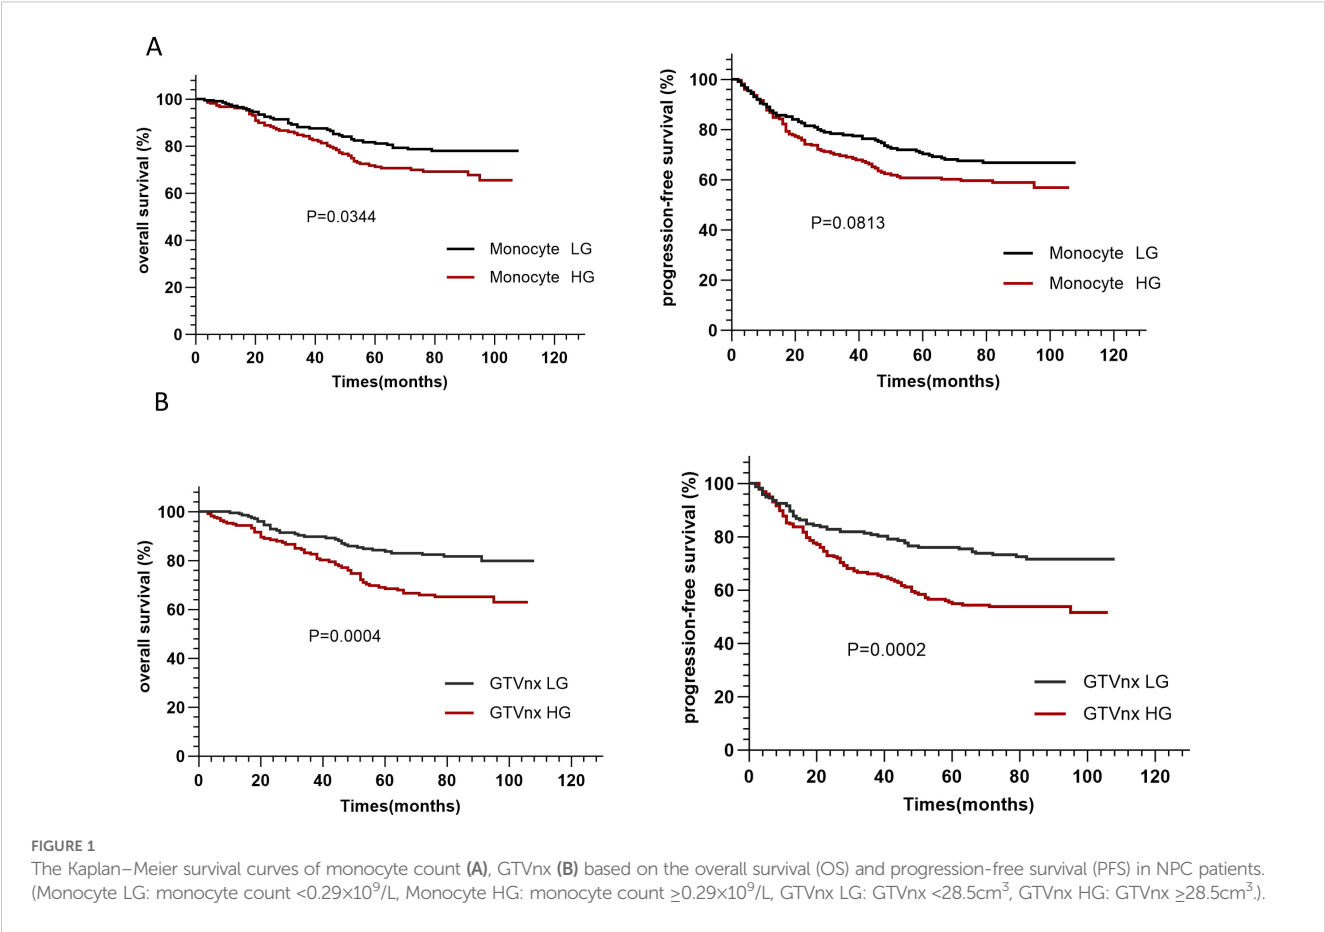 A
overall survival (%)
100
80
60
40
20
0
P=0.0344
Monocyte LG
Monocyte HG
0 20 40 60 80 100 120
Times(months)
progression-free survival (%)
100
80
60
40
20
0
P=0.0813
Monocyte LG
Monocyte HG
0 20 40 60 80 100 120
Times(months)
B
overall survival (%)
100
80
60
40
20
0
P=0.0004
GTVnx LG
GTVnx HG
0 20 40 60 80 100 120
Times(months)
progression-free survival (%)
100
80
60
40
20
0
P=0.0002
GTVnx LG
GTVnx HG
0 20 40 60 80 100 120
Times(months)
FIGURE 1
The Kaplan–Meier survival curves of monocyte count (A), GTVnx (B) based on the overall survival (OS) and progression-free survival (PFS) in NPC patients.
(Monocyte LG: monocyte count <0.29×10⁹/L, Monocyte HG: monocyte count ≥0.29×10⁹/L, GTVnx LG: GTVnx <28.5cm³, GTVnx HG: GTVnx ≥28.5cm³.).